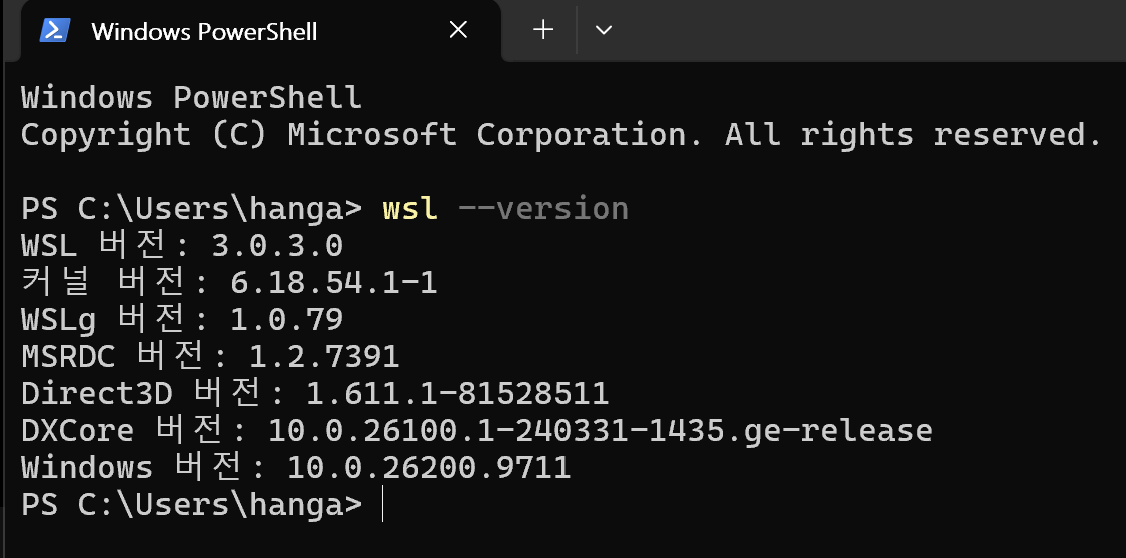 Windows PowerShell
Windows PowerShell
Copyright (C) Microsoft Corporation. All rights reserved.
PS C:\Users\hanga> wsl --version
WSL 버전: 3.0.3.0
커널 버전: 6.18.54.1-1
WSLg 버전: 1.0.79
MSRDC 버전: 1.2.7391
Direct3D 버전: 1.611.1-81528511
DXCore 버전: 10.0.26100.1-240331-1435.ge-release
Windows 버전: 10.0.26200.9711
PS C:\Users\hanga>